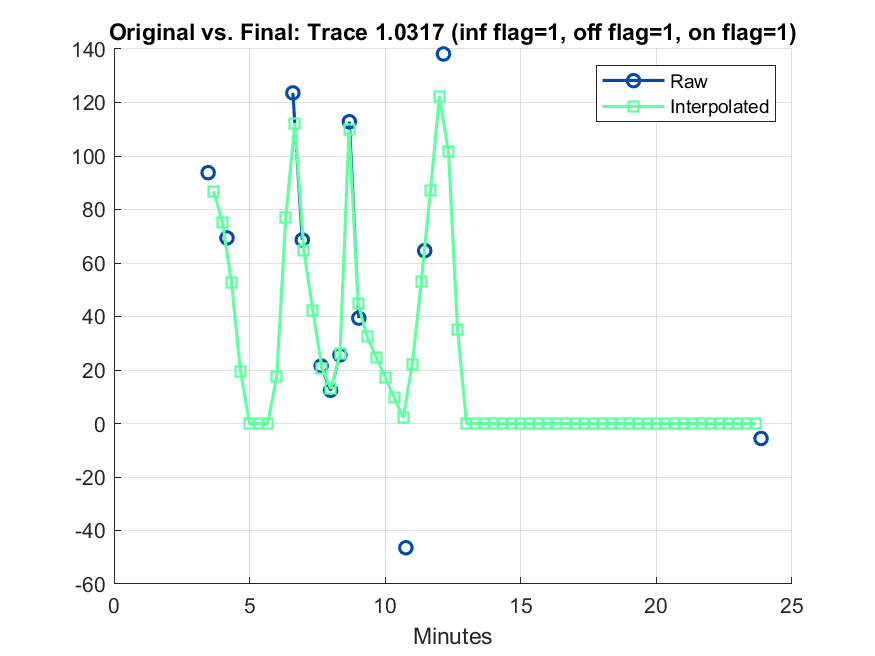 Original vs. Final: Trace 1.0317 (inf flag=1, off flag=1, on flag=1)
140
120
100
80
60
40
20
0
-20
-40
-60
0 5 10 15 20 25
Minutes
Raw
Interpolated